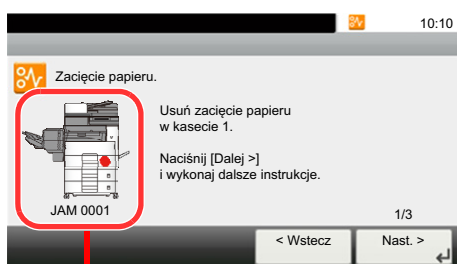 10:10
Zacięcie papieru.
Usuń zacięcie papieru
w kasecie 1.
Naciśnij [Dalej >]
i wykonaj dalsze instrukcje.
JAM 0001
1/3
< Wstecz
Nast. >